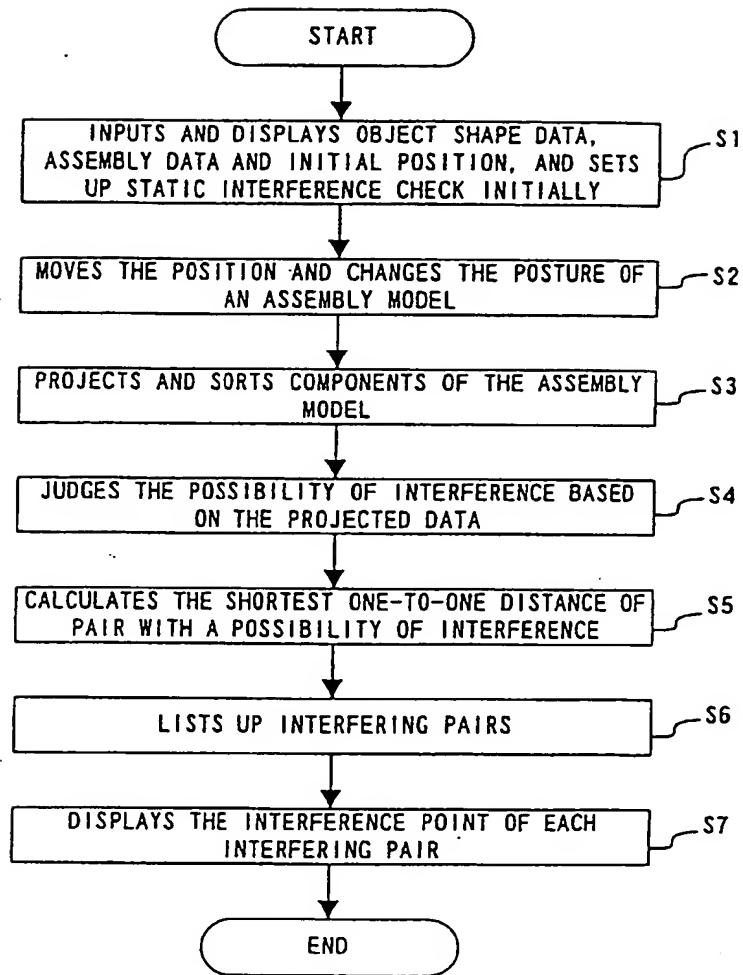 START
INPUTS AND DISPLAYS OBJECT SHAPE DATA,
ASSEMBLY DATA AND INITIAL POSITION, AND SETS
UP STATIC INTERFERENCE CHECK INITIALLY
S1
MOVES THE POSITION AND CHANGES THE POSTURE OF
AN ASSEMBLY MODEL
S2
PROJECTS AND SORTS COMPONENTS OF THE ASSEMBLY
MODEL
S3
JUDGES THE POSSIBILITY OF INTERFERENCE BASED
ON THE PROJECTED DATA
S4
CALCULATES THE SHORTEST ONE-TO-ONE DISTANCE OF
PAIR WITH A POSSIBILITY OF INTERFERENCE
S5
LISTS UP INTERFERING PAIRS
S6
DISPLAYS THE INTERFERENCE POINT OF EACH
INTERFERING PAIR
S7
END